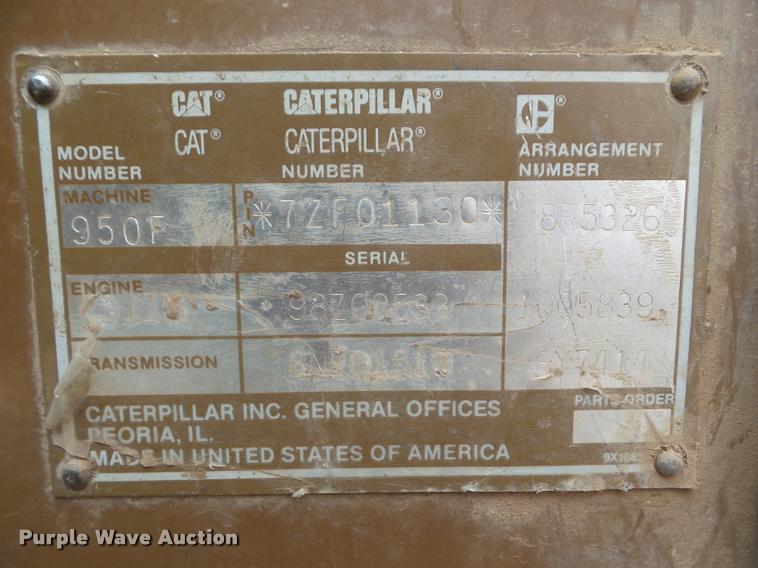 CAT® CATERPILLAR® ®
CAT® CATERPILLAR®
MODEL NUMBER NUMBER ARRANGEMENT NUMBER
MACHINE 950F PIN *7ZF01130* 8R5326
SERIAL
ENGINE
TRANSMISSION
CATERPILLAR INC. GENERAL OFFICES PARTS ORDER
PEORIA, IL.
MADE IN UNITED STATES OF AMERICA
Purple Wave Auction